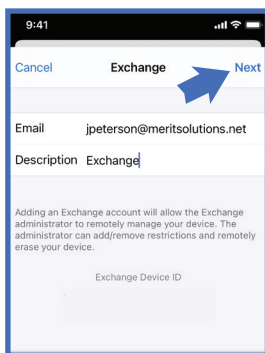 9:41
Cancel Exchange Next
Email jpeterson@meritsolutions.net
Description Exchange
Adding an Exchange account will allow the Exchange
administrator to remotely manage your device. The
administrator can add/remove restrictions and remotely
erase your device.
Exchange Device ID